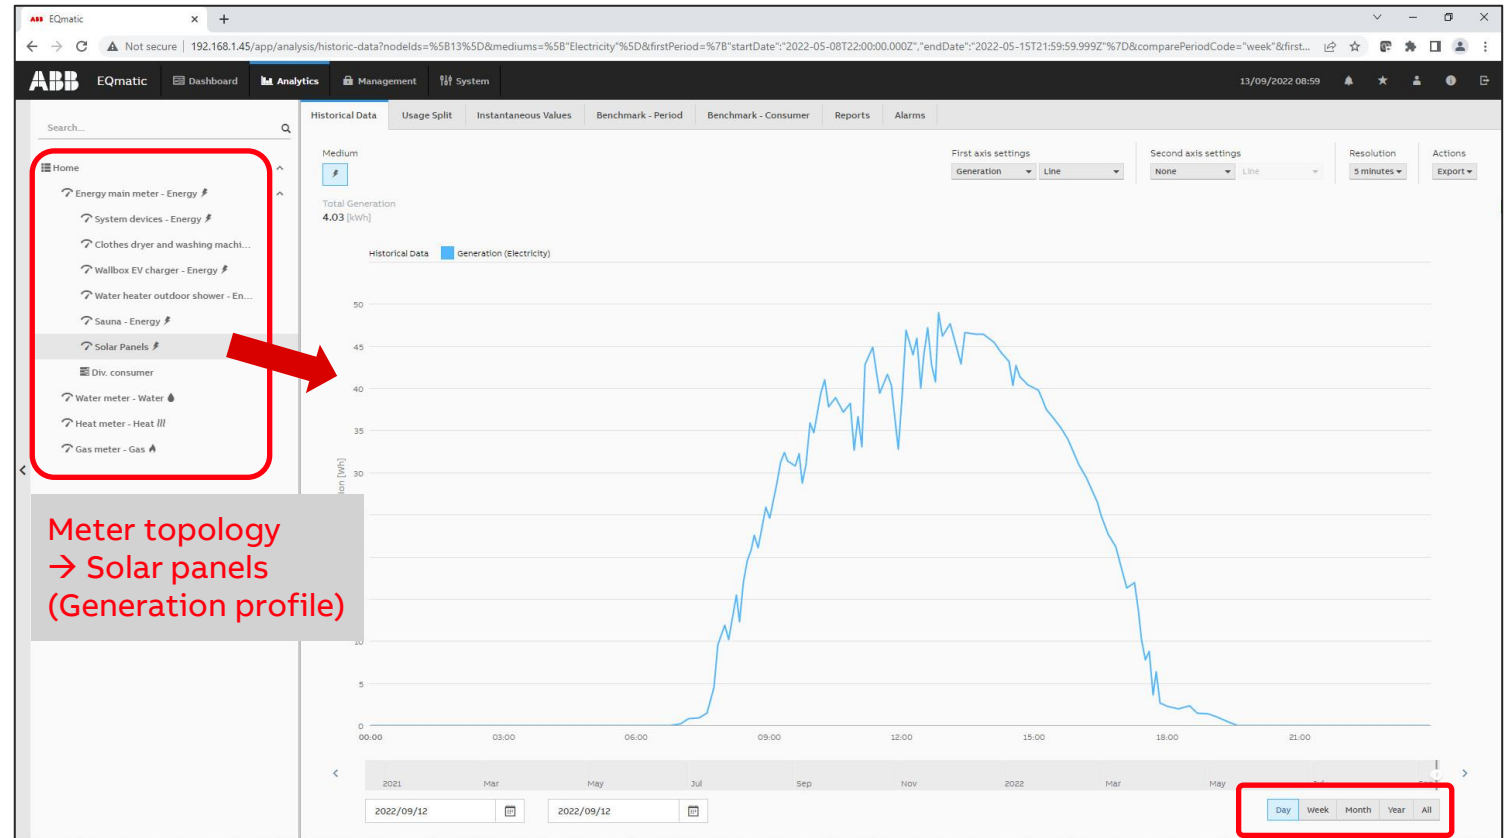 ABB EQmatic
Not secure | 192.168.1.45/app/analysis/historic-data?nodeIds=%5B13%5D&mediums=%5B"Electricity"%5D&firstPeriod=%7B"startDate":"2022-05-08T22:00:00.000Z","endDate":"2022-05-15T21:59:59.999Z"%7D&comparePeriodCode="week"&first...
ABB EQmatic Dashboard Analytics Management System 13/09/2022 08:59
Search...
Home
Energy main meter - Energy
System devices - Energy
Clothes dryer and washing machi...
Wallbox EV charger - Energy
Water heater outdoor shower - En...
Sauna - Energy
Solar Panels
Div. consumer
Water meter - Water
Heat meter - Heat
Gas meter - Gas
Meter topology
→ Solar panels
(Generation profile)
Historical Data Usage Split Instantaneous Values Benchmark - Period Benchmark - Consumer Reports Alarms
Medium First axis settings Second axis settings Resolution Actions
Generation Line None Line 5 minutes Export
Total Generation
4.03 [kWh]
Historical Data Generation (Electricity)
50
45
40
35
30
[Wh]
10
5
0
00:00 03:00 06:00 09:00 12:00 15:00 18:00 21:00
2021 Mar May Jul Sep Nov 2022 Mar May
2022/09/12 2022/09/12 Day Week Month Year All